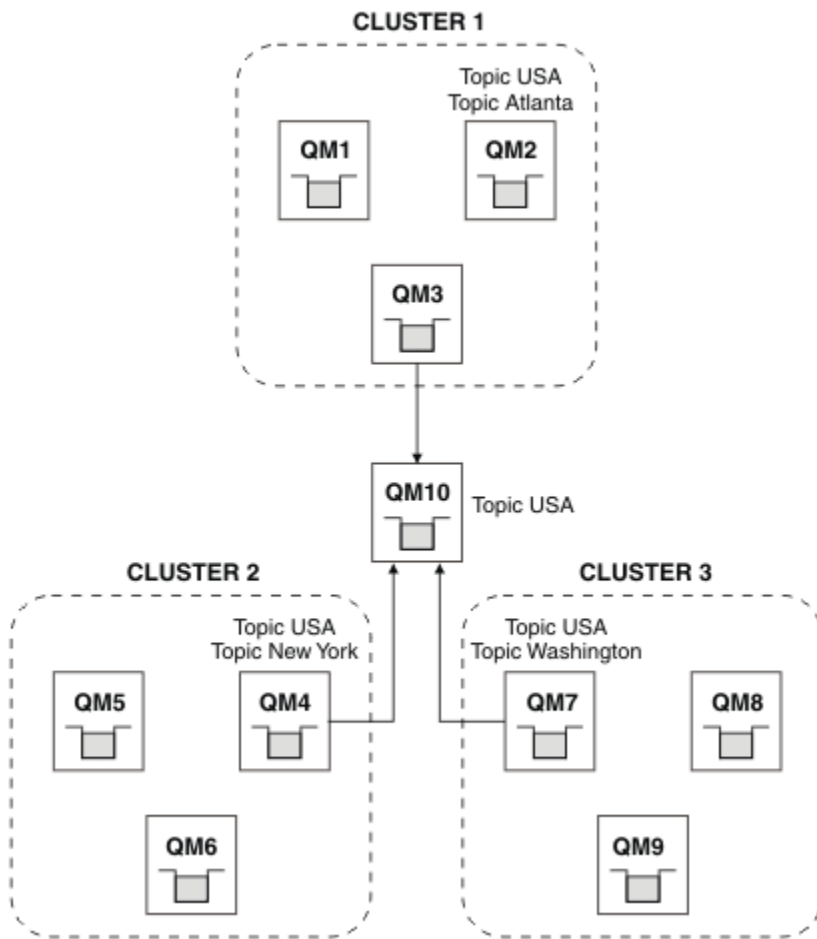 CLUSTER 1
Topic USA
Topic Atlanta
QM1
QM2
QM3
QM10
Topic USA
CLUSTER 2
Topic USA
Topic New York
QM5
QM4
QM6
CLUSTER 3
Topic USA
Topic Washington
QM7
QM8
QM9